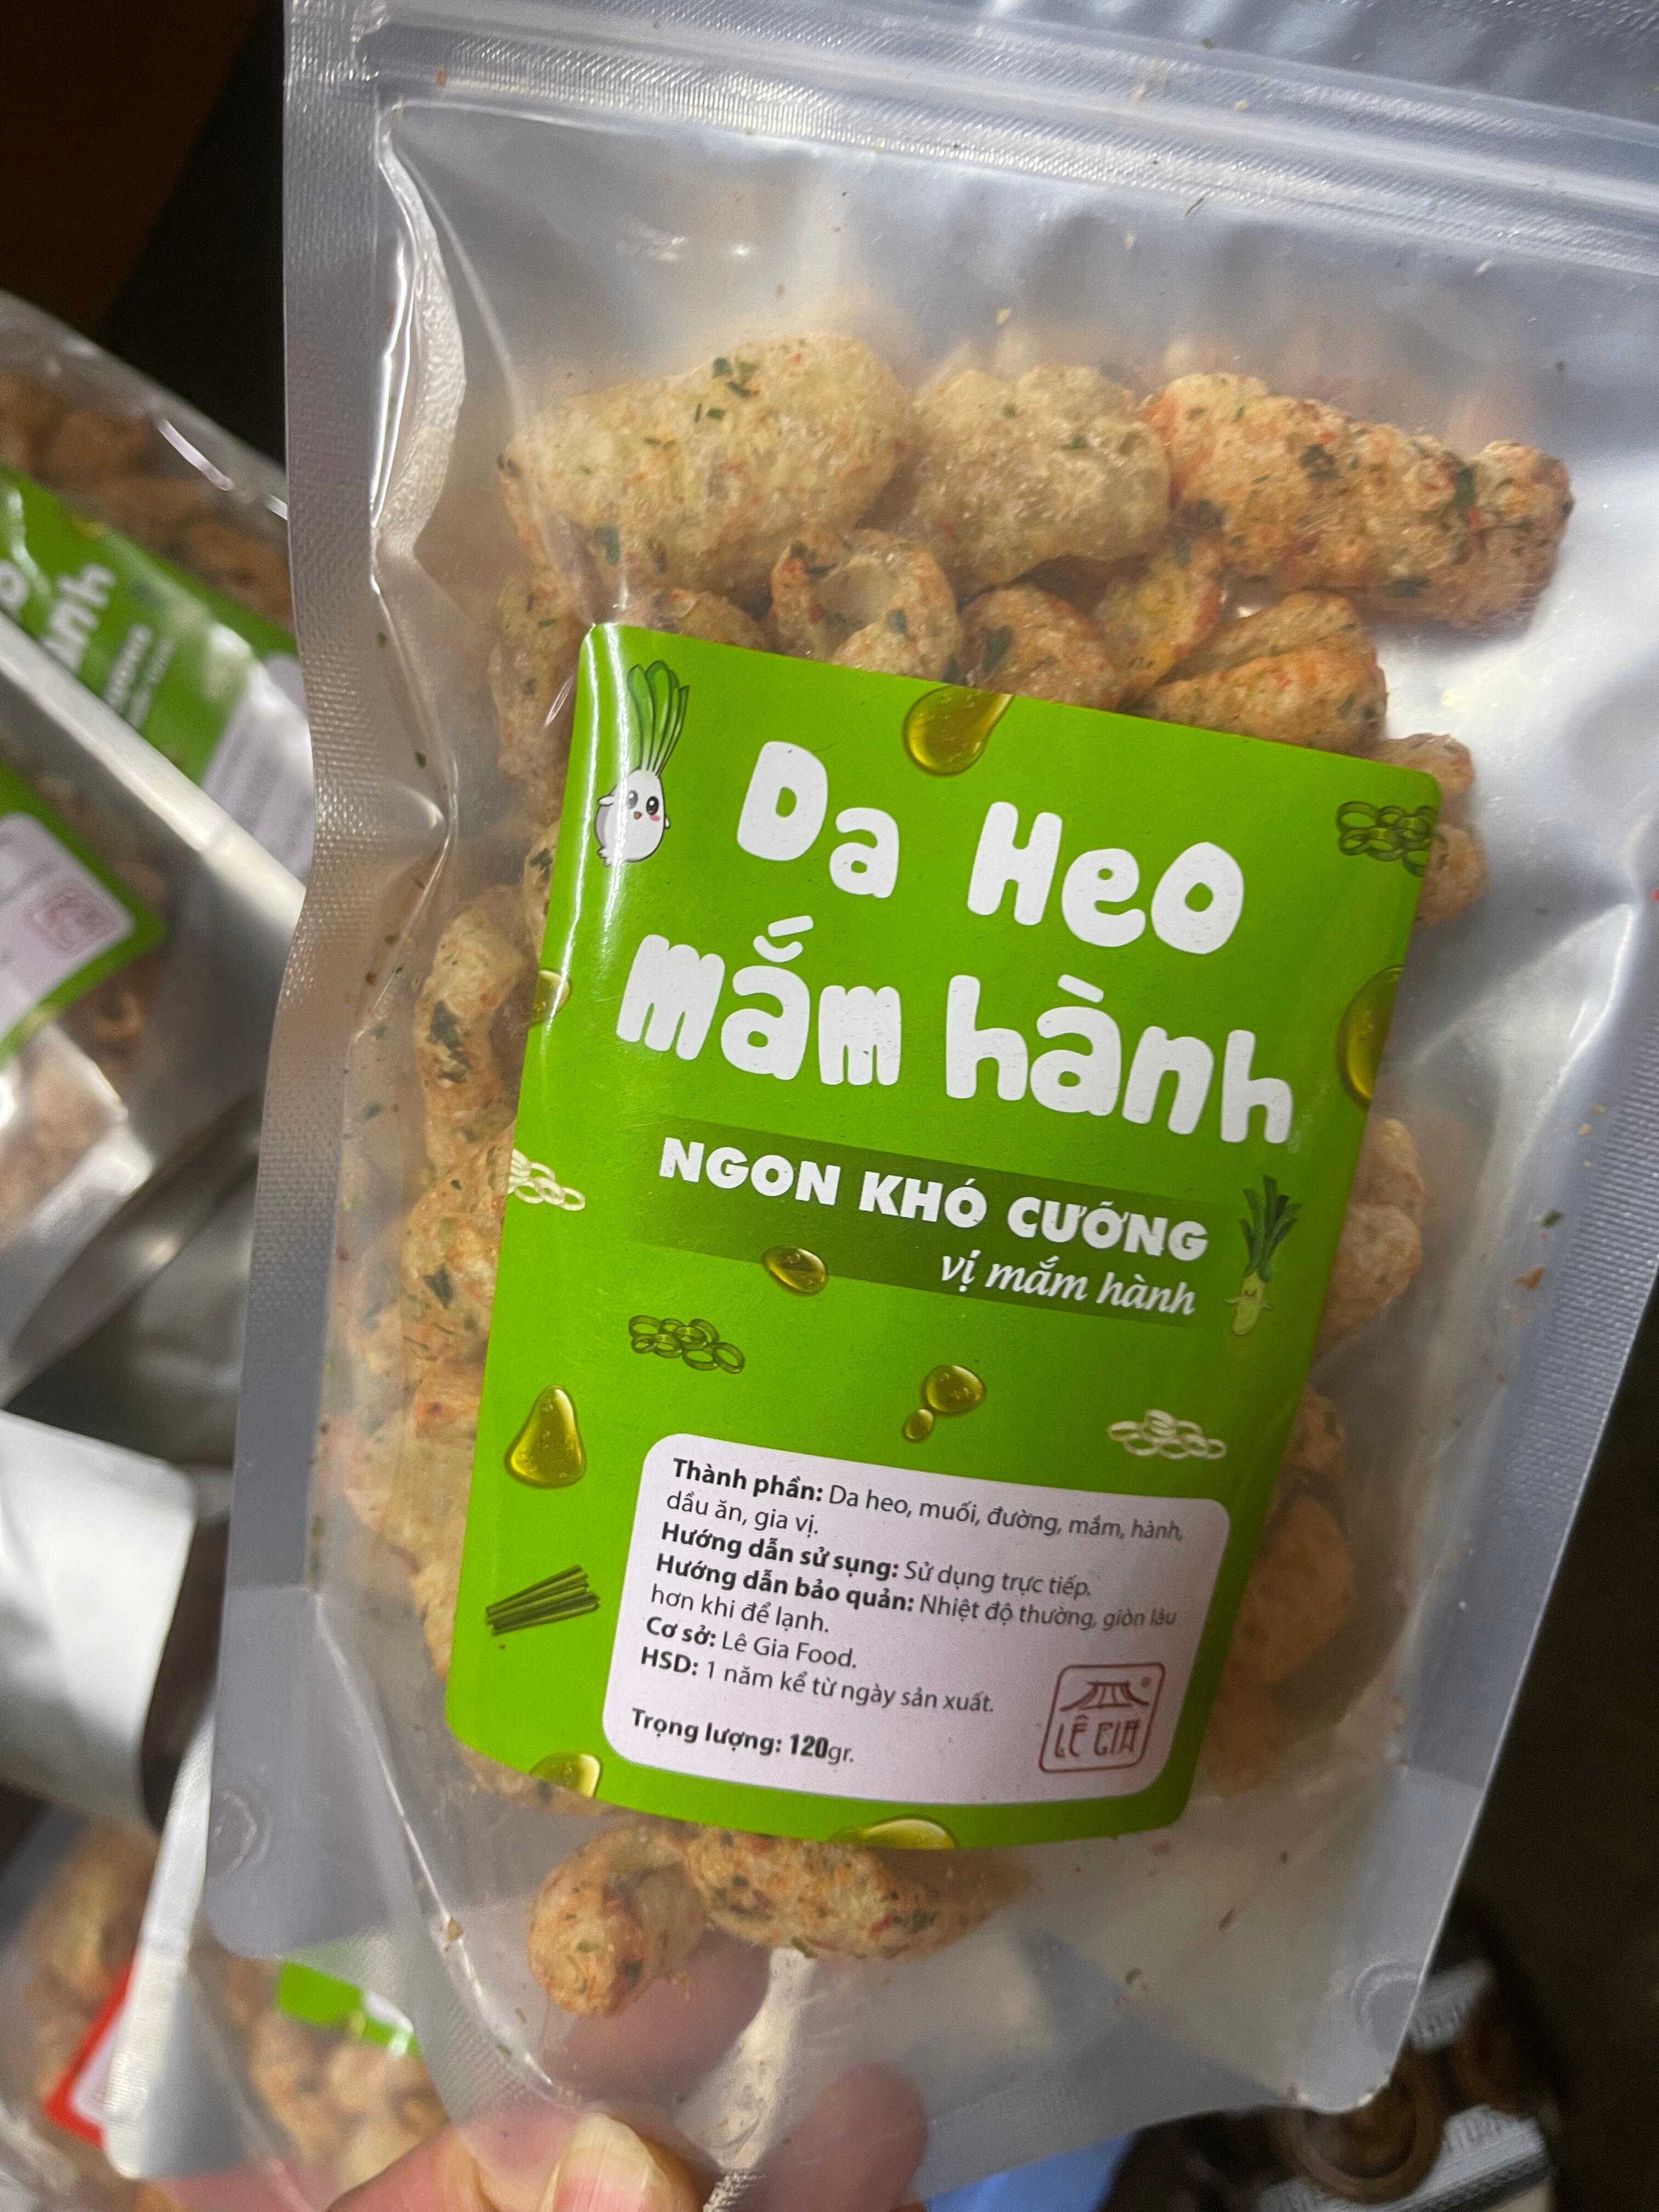 Da Heo
mắm hành
NGON KHÓ CƯỠNG
vị mắm hành
Thành phần: Da heo, muối, đường, mắm, hành,
dầu ăn, gia vị.
Hướng dẫn sử sụng: Sử dụng trực tiếp.
Hướng dẫn bảo quản: Nhiệt độ thường, giòn lâu
hơn khi để lạnh.
Cơ sở: Lê Gia Food.
HSD: 1 năm kể từ ngày sản xuất.
Trọng lượng: 120gr.
LÊ GIA
®